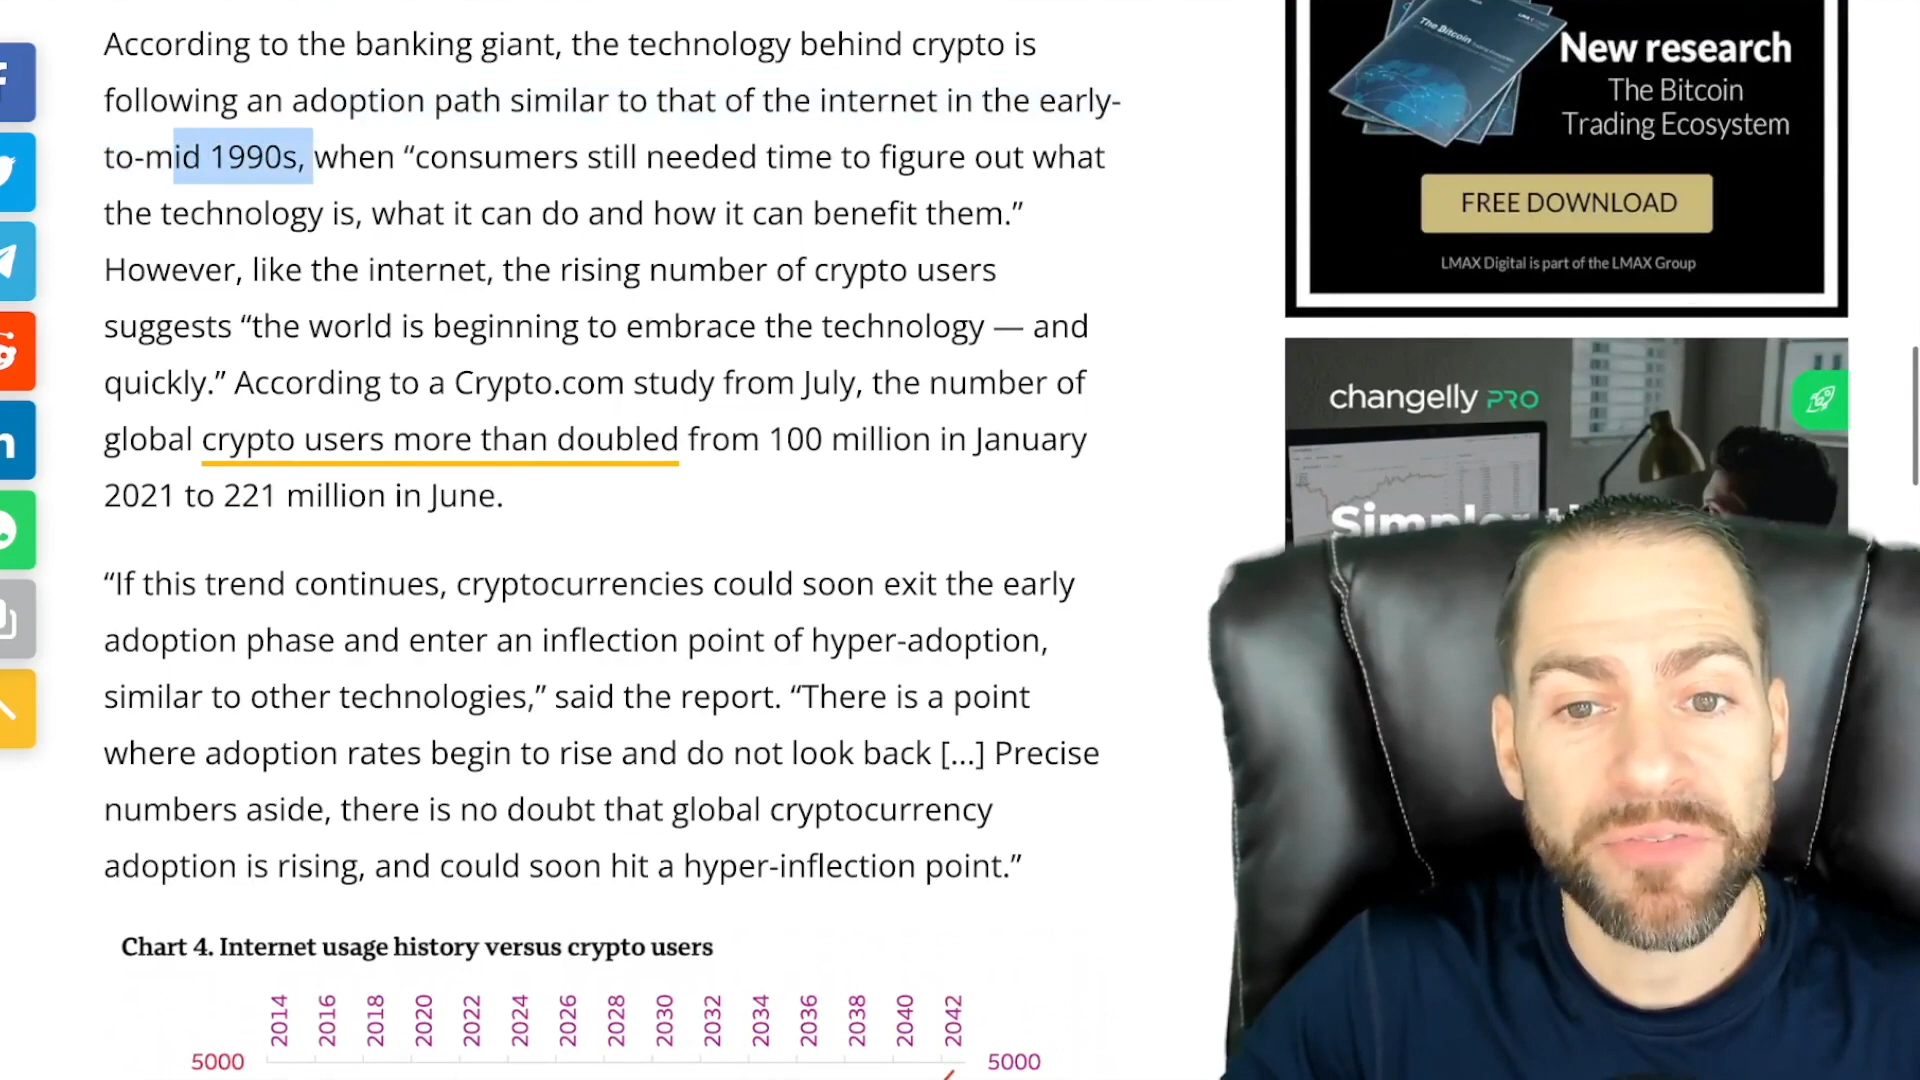 According to the banking giant, the technology behind crypto is
following an adoption path similar to that of the internet in the early-
to-mid 1990s, when “consumers still needed time to figure out what
the technology is, what it can do and how it can benefit them.”
However, like the internet, the rising number of crypto users
suggests “the world is beginning to embrace the technology — and
quickly.” According to a Crypto.com study from July, the number of
global crypto users more than doubled from 100 million in January
2021 to 221 million in June.
“If this trend continues, cryptocurrencies could soon exit the early
adoption phase and enter an inflection point of hyper-adoption,
similar to other technologies,” said the report. “There is a point
where adoption rates begin to rise and do not look back [...] Precise
numbers aside, there is no doubt that global cryptocurrency
adoption is rising, and could soon hit a hyper-inflection point.”
Chart 4. Internet usage history versus crypto users
2014 2016 2018 2020 2022 2024 2026 2028 2030 2032 2034 2036 2038 2040 2042
5000 5000
The Bitcoin
New research
The Bitcoin
Trading Ecosystem
FREE DOWNLOAD
LMAX Digital is part of the LMAX Group
changelly PRO